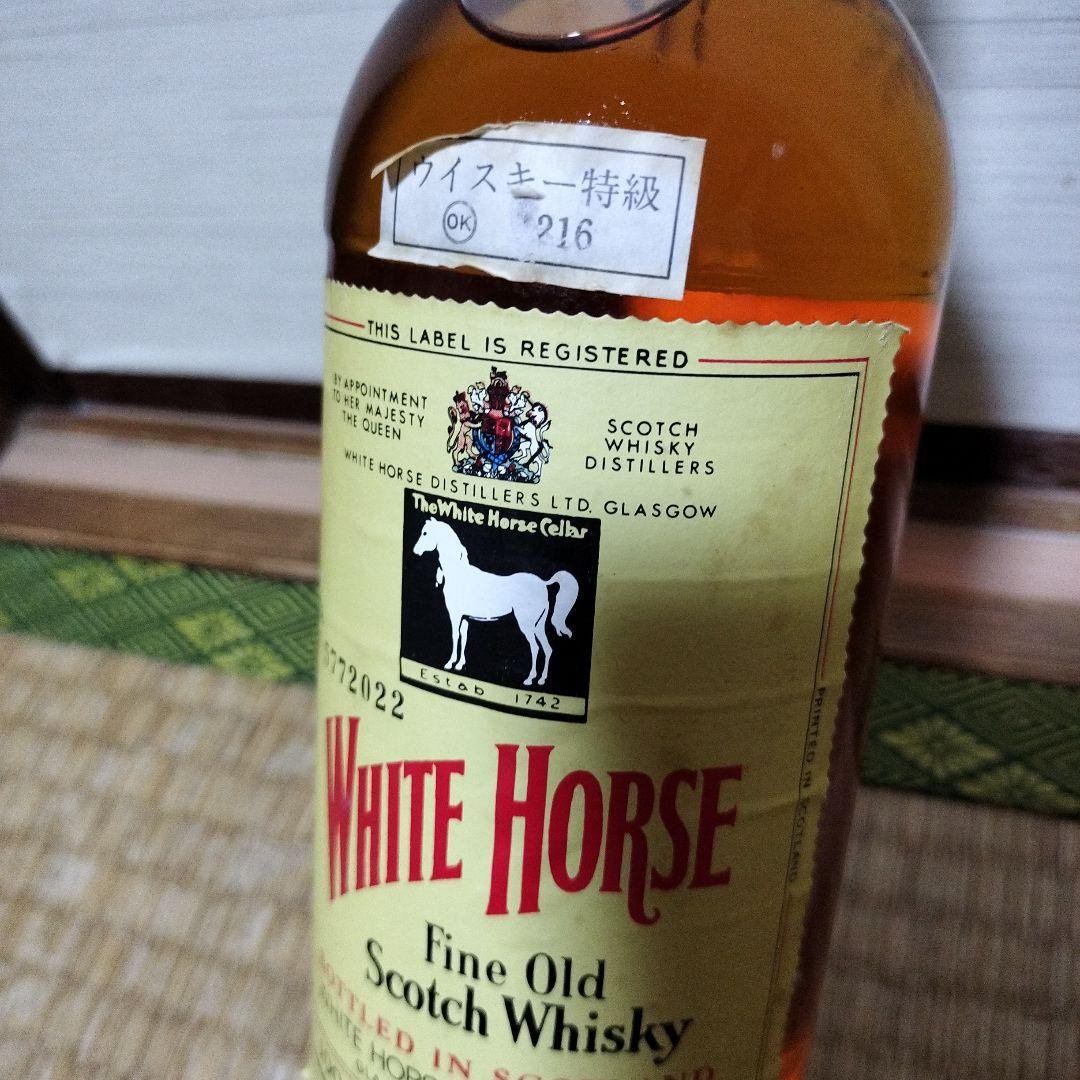 ウイスキー特級
OK 216
THIS LABEL IS REGISTERED
BY APPOINTMENT
TO HER MAJESTY
THE QUEEN
SCOTCH
WHISKY
DISTILLERS
WHITE HORSE DISTILLERS LTD. GLASGOW
The White Horse Cellar
Estab 1742
772022
WHITE HORSE
Fine Old
Scotch Whisky
BOTTLED IN SCOTLAND
WHITE HORSE
PRINTED IN SCOTLAND